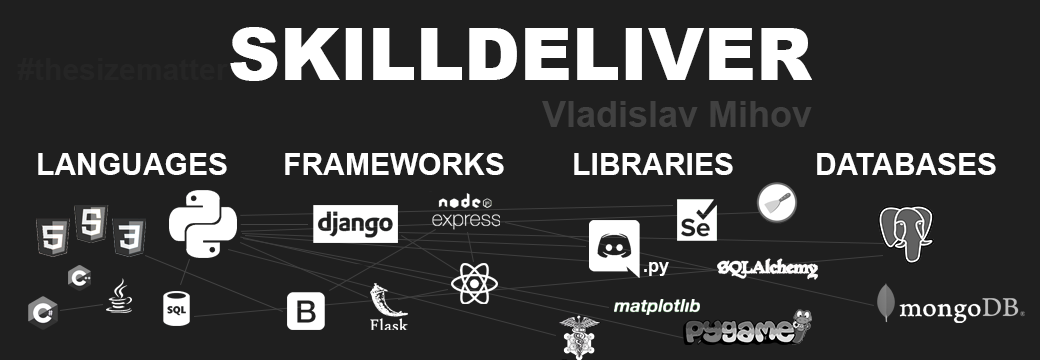 SKILLDELIVER
#thesizematter
Vladislav Mihov
LANGUAGES FRAMEWORKS LIBRARIES DATABASES
5 5 3
django
node
express
Se
.py
C++
SQLAlchemy
C#
SQL
B
Flask
matplotlib
pygame
mongoDB.